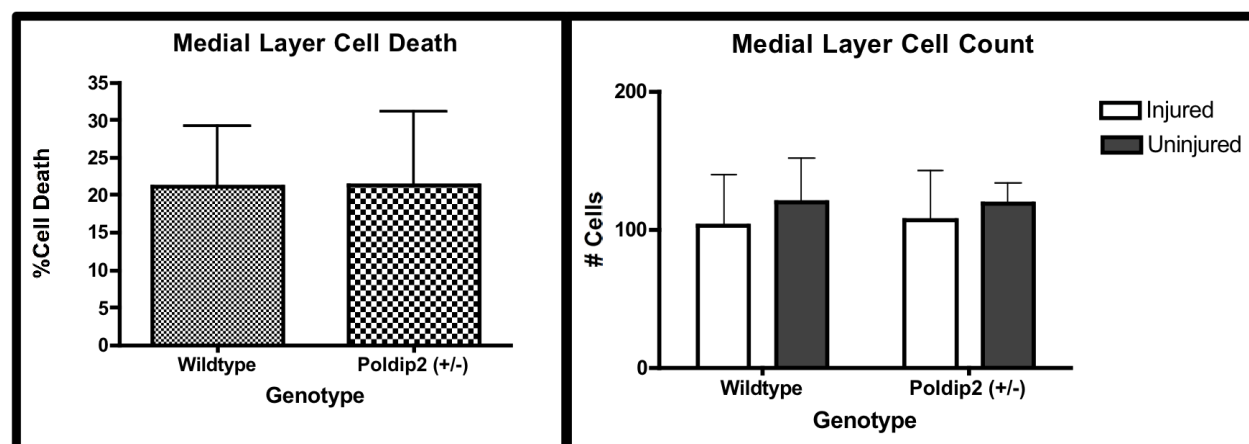 Medial Layer Cell Death
35
30
25
20
15
10
5
0
%Cell Death
Wildtype
Poldip2 (+/-)
Genotype
Medial Layer Cell Count
200
100
0
# Cells
Wildtype
Poldip2 (+/-)
Genotype
Injured
Uninjured